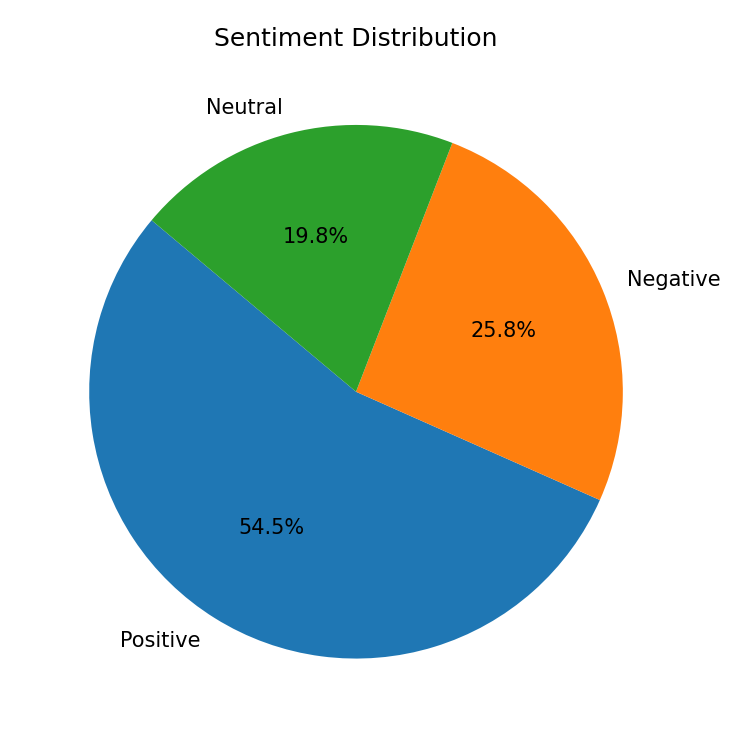 Sentiment Distribution
Neutral
19.8%
Negative
25.8%
54.5%
Positive